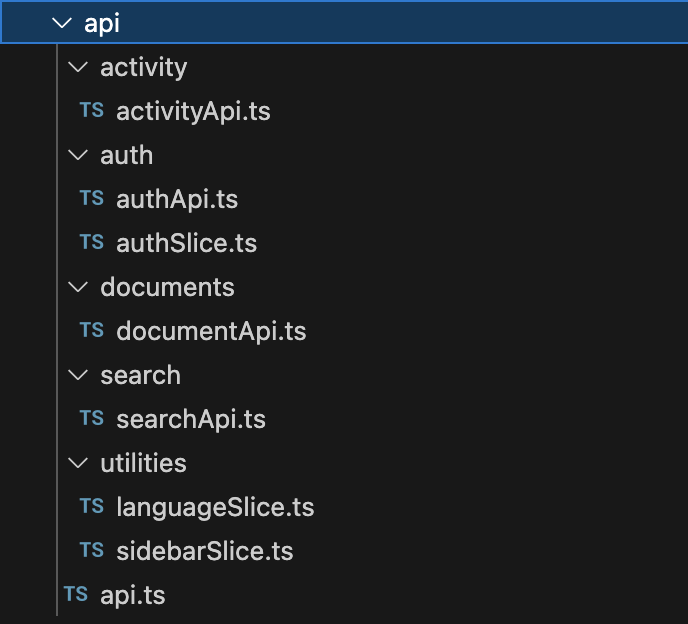 api
activity
TS activityApi.ts
auth
TS authApi.ts
TS authSlice.ts
documents
TS documentApi.ts
search
TS searchApi.ts
utilities
TS languageSlice.ts
TS sidebarSlice.ts
TS api.ts